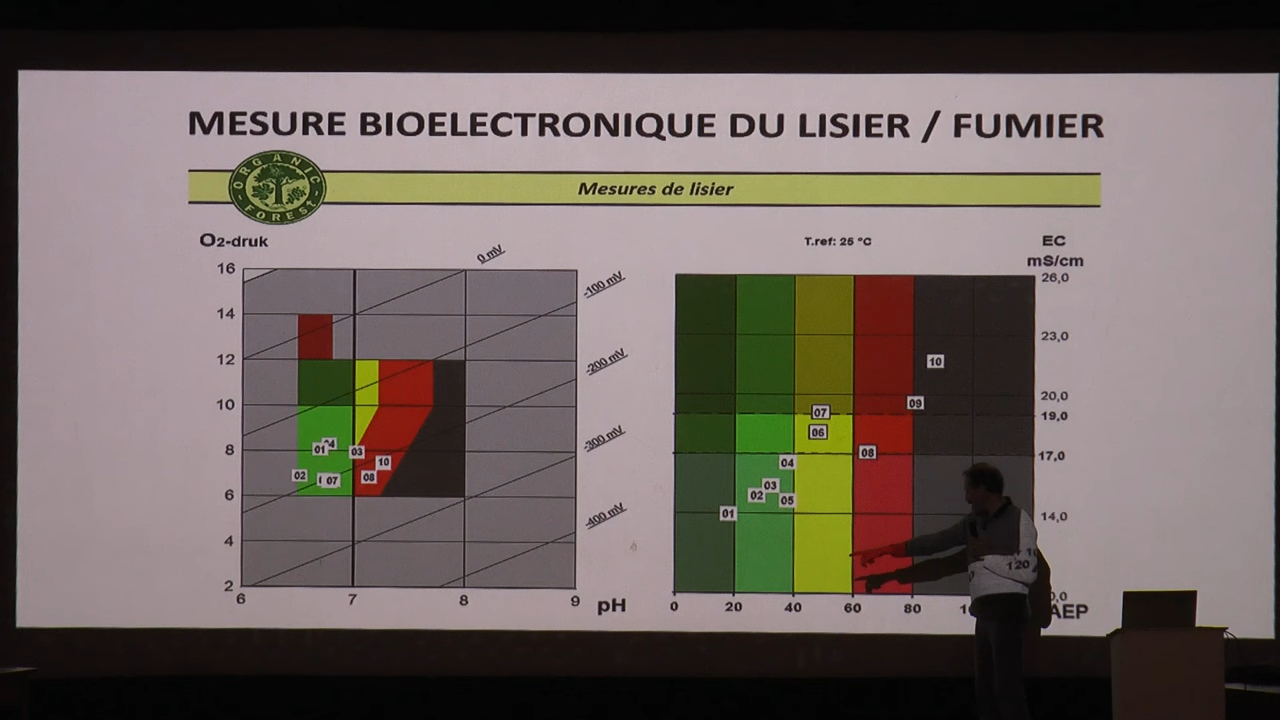 MESURE BIOELECTRONIQUE DU LISIER / FUMIER
ORGANIC FOREST
Mesures de lisier
O2-druk
0 mV
-100 mV
-200 mV
-300 mV
-400 mV
16
14
12
10
8
6
4
2
01
03
02
07
10
08
6
7
8
9
pH
T.ref: 25 °C
EC
mS/cm
26,0
23,0
20,0
19,0
17,0
14,0
10
09
07
06
08
04
03
02
05
01
0
20
40
60
80
120
AEP